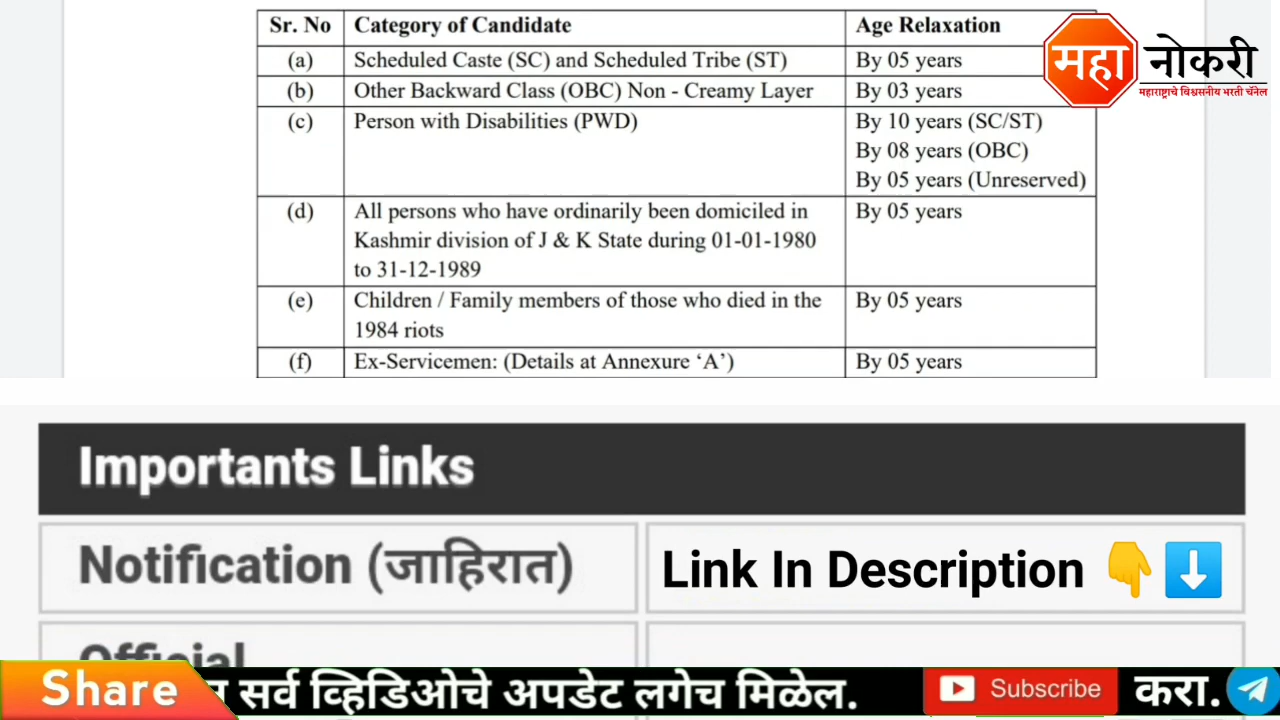 Sr. No Category of Candidate Age Relaxation
(a) Scheduled Caste (SC) and Scheduled Tribe (ST) By 05 years
(b) Other Backward Class (OBC) Non - Creamy Layer By 03 years
(c) Person with Disabilities (PWD) By 10 years (SC/ST)
By 08 years (OBC)
By 05 years (Unreserved)
(d) All persons who have ordinarily been domiciled in By 05 years
Kashmir division of J & K State during 01-01-1980
to 31-12-1989
(e) Children / Family members of those who died in the By 05 years
1984 riots
(f) Ex-Servicemen: (Details at Annexure ‘A’) By 05 years
महा नोकरी
महाराष्ट्राचे विश्वसनीय भरती चॅनेल
Importants Links
Notification (जाहिरात) Link In Description 👇 ⬇️
Official
Share सर्व व्हिडिओचे अपडेट लगेच मिळेल. Subscribe करा.